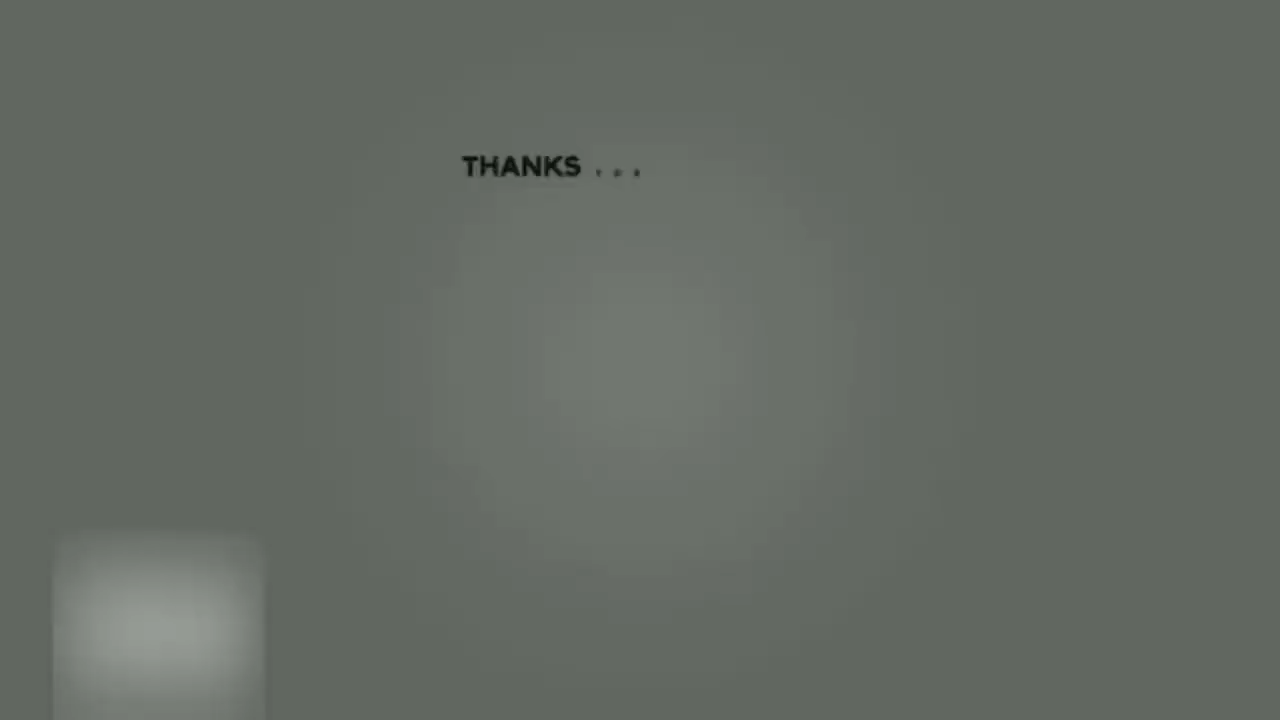 THANKS . . .